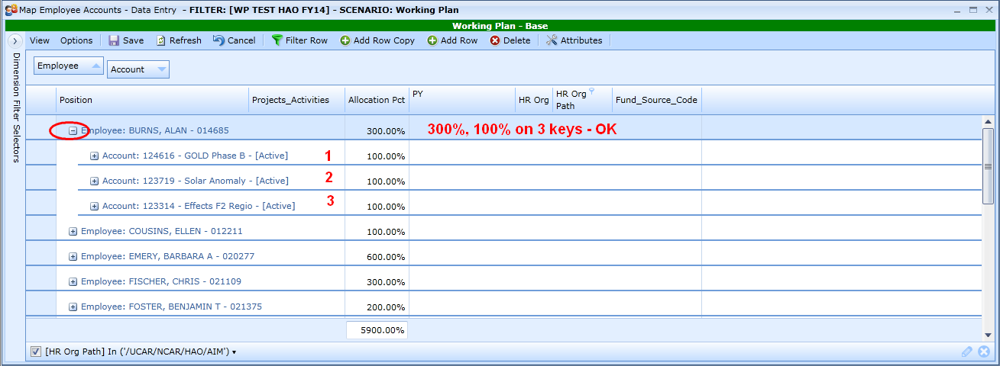 Map Employee Accounts - Data Entry - FILTER: [WP TEST HAO FY14] - SCENARIO: Working Plan
Working Plan - Base
View Options Save Refresh Cancel Filter Row Add Row Copy Add Row Delete Attributes
Dimension Filter Selectors
Employee Account
Position Projects_Activities Allocation Pct PY HR Org HR Org Path Fund_Source_Code
Employee: BURNS, ALAN - 014685 300.00% 300%, 100% on 3 keys - OK
Account: 124616 - GOLD Phase B - [Active] 1 100.00%
Account: 123719 - Solar Anomaly - [Active] 2 100.00%
Account: 123314 - Effects F2 Regio - [Active] 3 100.00%
Employee: COUSINS, ELLEN - 012211 100.00%
Employee: EMERY, BARBARA A - 020277 600.00%
Employee: FISCHER, CHRIS - 021109 300.00%
Employee: FOSTER, BENJAMIN T - 021375 200.00%
5900.00%
[HR Org Path] In ('/UCAR/NCAR/HAO/AIM')